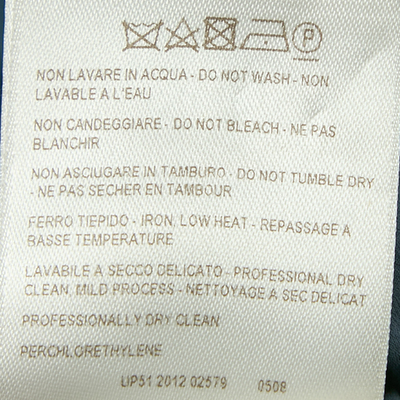 P
NON LAVARE IN ACQUA - DO NOT WASH - NON
LAVABLE A L'EAU
NON CANDEGGIARE - DO NOT BLEACH - NE PAS
BLANCHIR
NON ASCIUGARE IN TAMBURO - DO NOT TUMBLE DRY
- NE PAS SECHER EN TAMBOUR
FERRO TIEPIDO - IRON, LOW HEAT - REPASSAGE A
BASSE TEMPERATURE
LAVABILE A SECCO DELICATO - PROFESSIONAL DRY
CLEAN, MILD PROCESS - NETTOYAGE A SEC DELICAT
PROFESSIONALLY DRY CLEAN
PERCHLORETHYLENE
UP51 2012 02579 0508